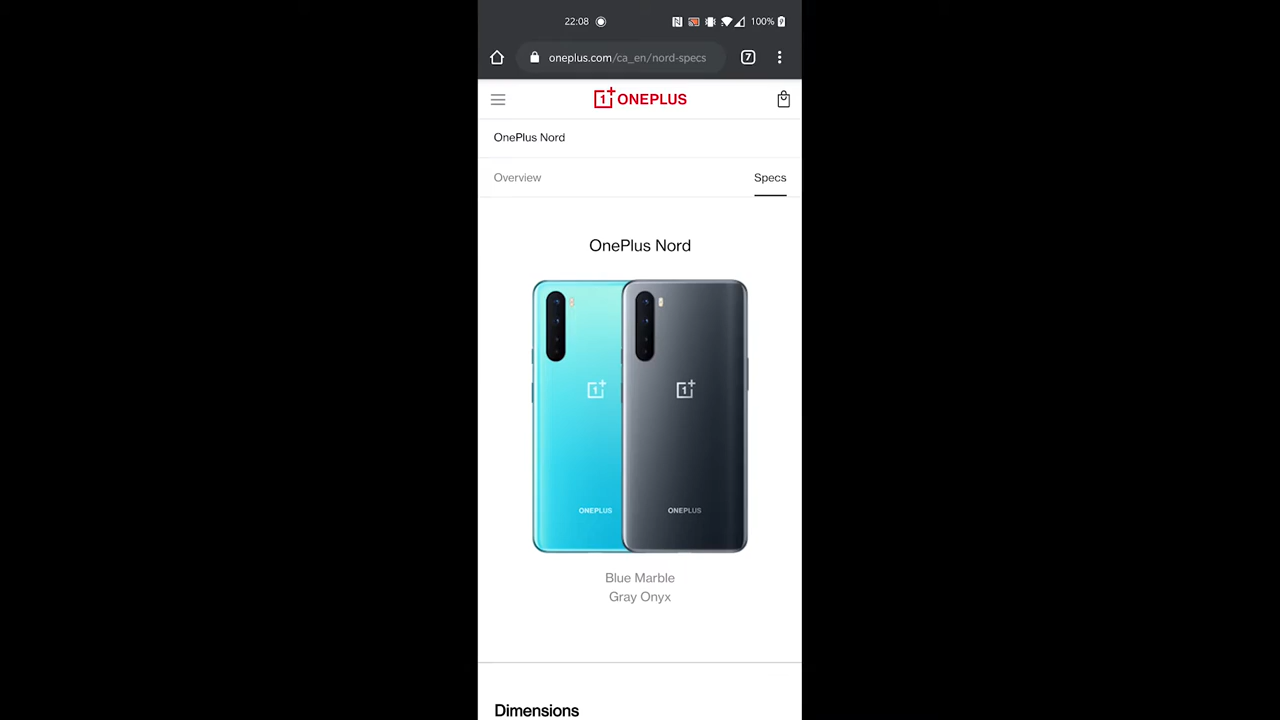 22:08
100%
oneplus.com/ca_en/nord-specs
7
ONEPLUS
OnePlus Nord
Overview
Specs
OnePlus Nord
ONEPLUS
ONEPLUS
Blue Marble
Gray Onyx
Dimensions